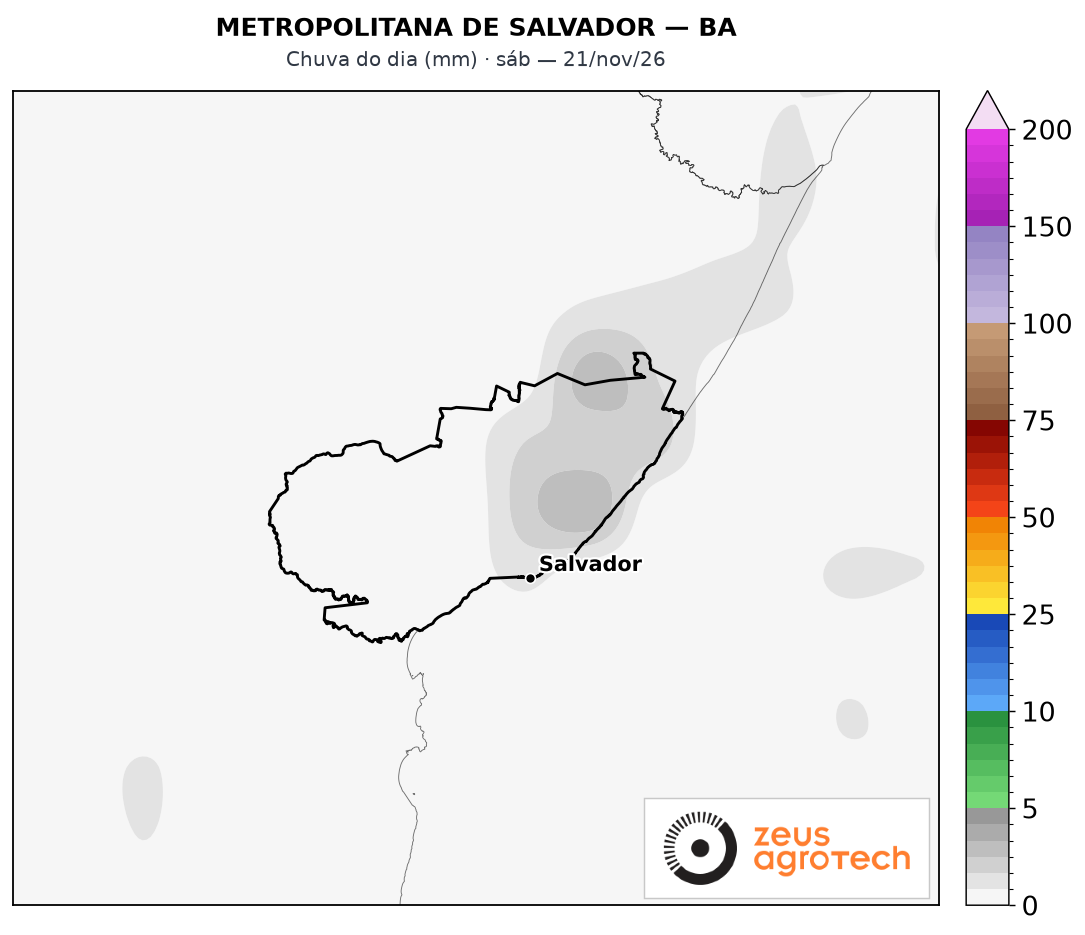 METROPOLITANA DE SALVADOR — BA
Chuva do dia (mm) · sáb — 21/nov/26
200
150
100
75
50
25
10
5
0
Salvador
zeus
agrotech